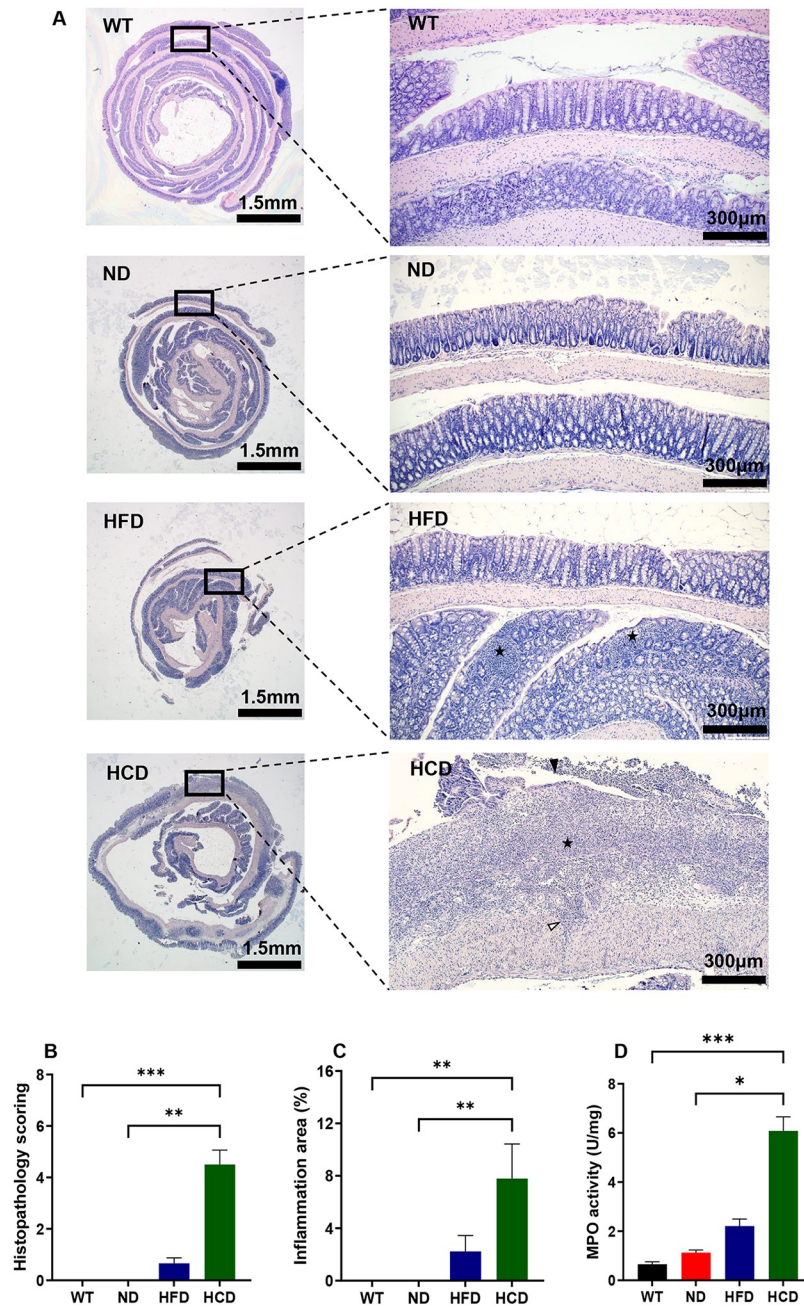 A
WT
1.5mm
WT
300μm
ND
1.5mm
300μm
HFD
1.5mm
HFD
300μm
HCD
1.5mm
HCD
300μm
B
Histopathology scoring
8
6
4
2
0
***
**
WT ND HFD HCD
C
Inflammation area (%)
16
12
8
4
0
**
**
WT ND HFD HCD
D
MPO activity (U/mg)
8
6
4
2
0
***
*
WT ND HFD HCD